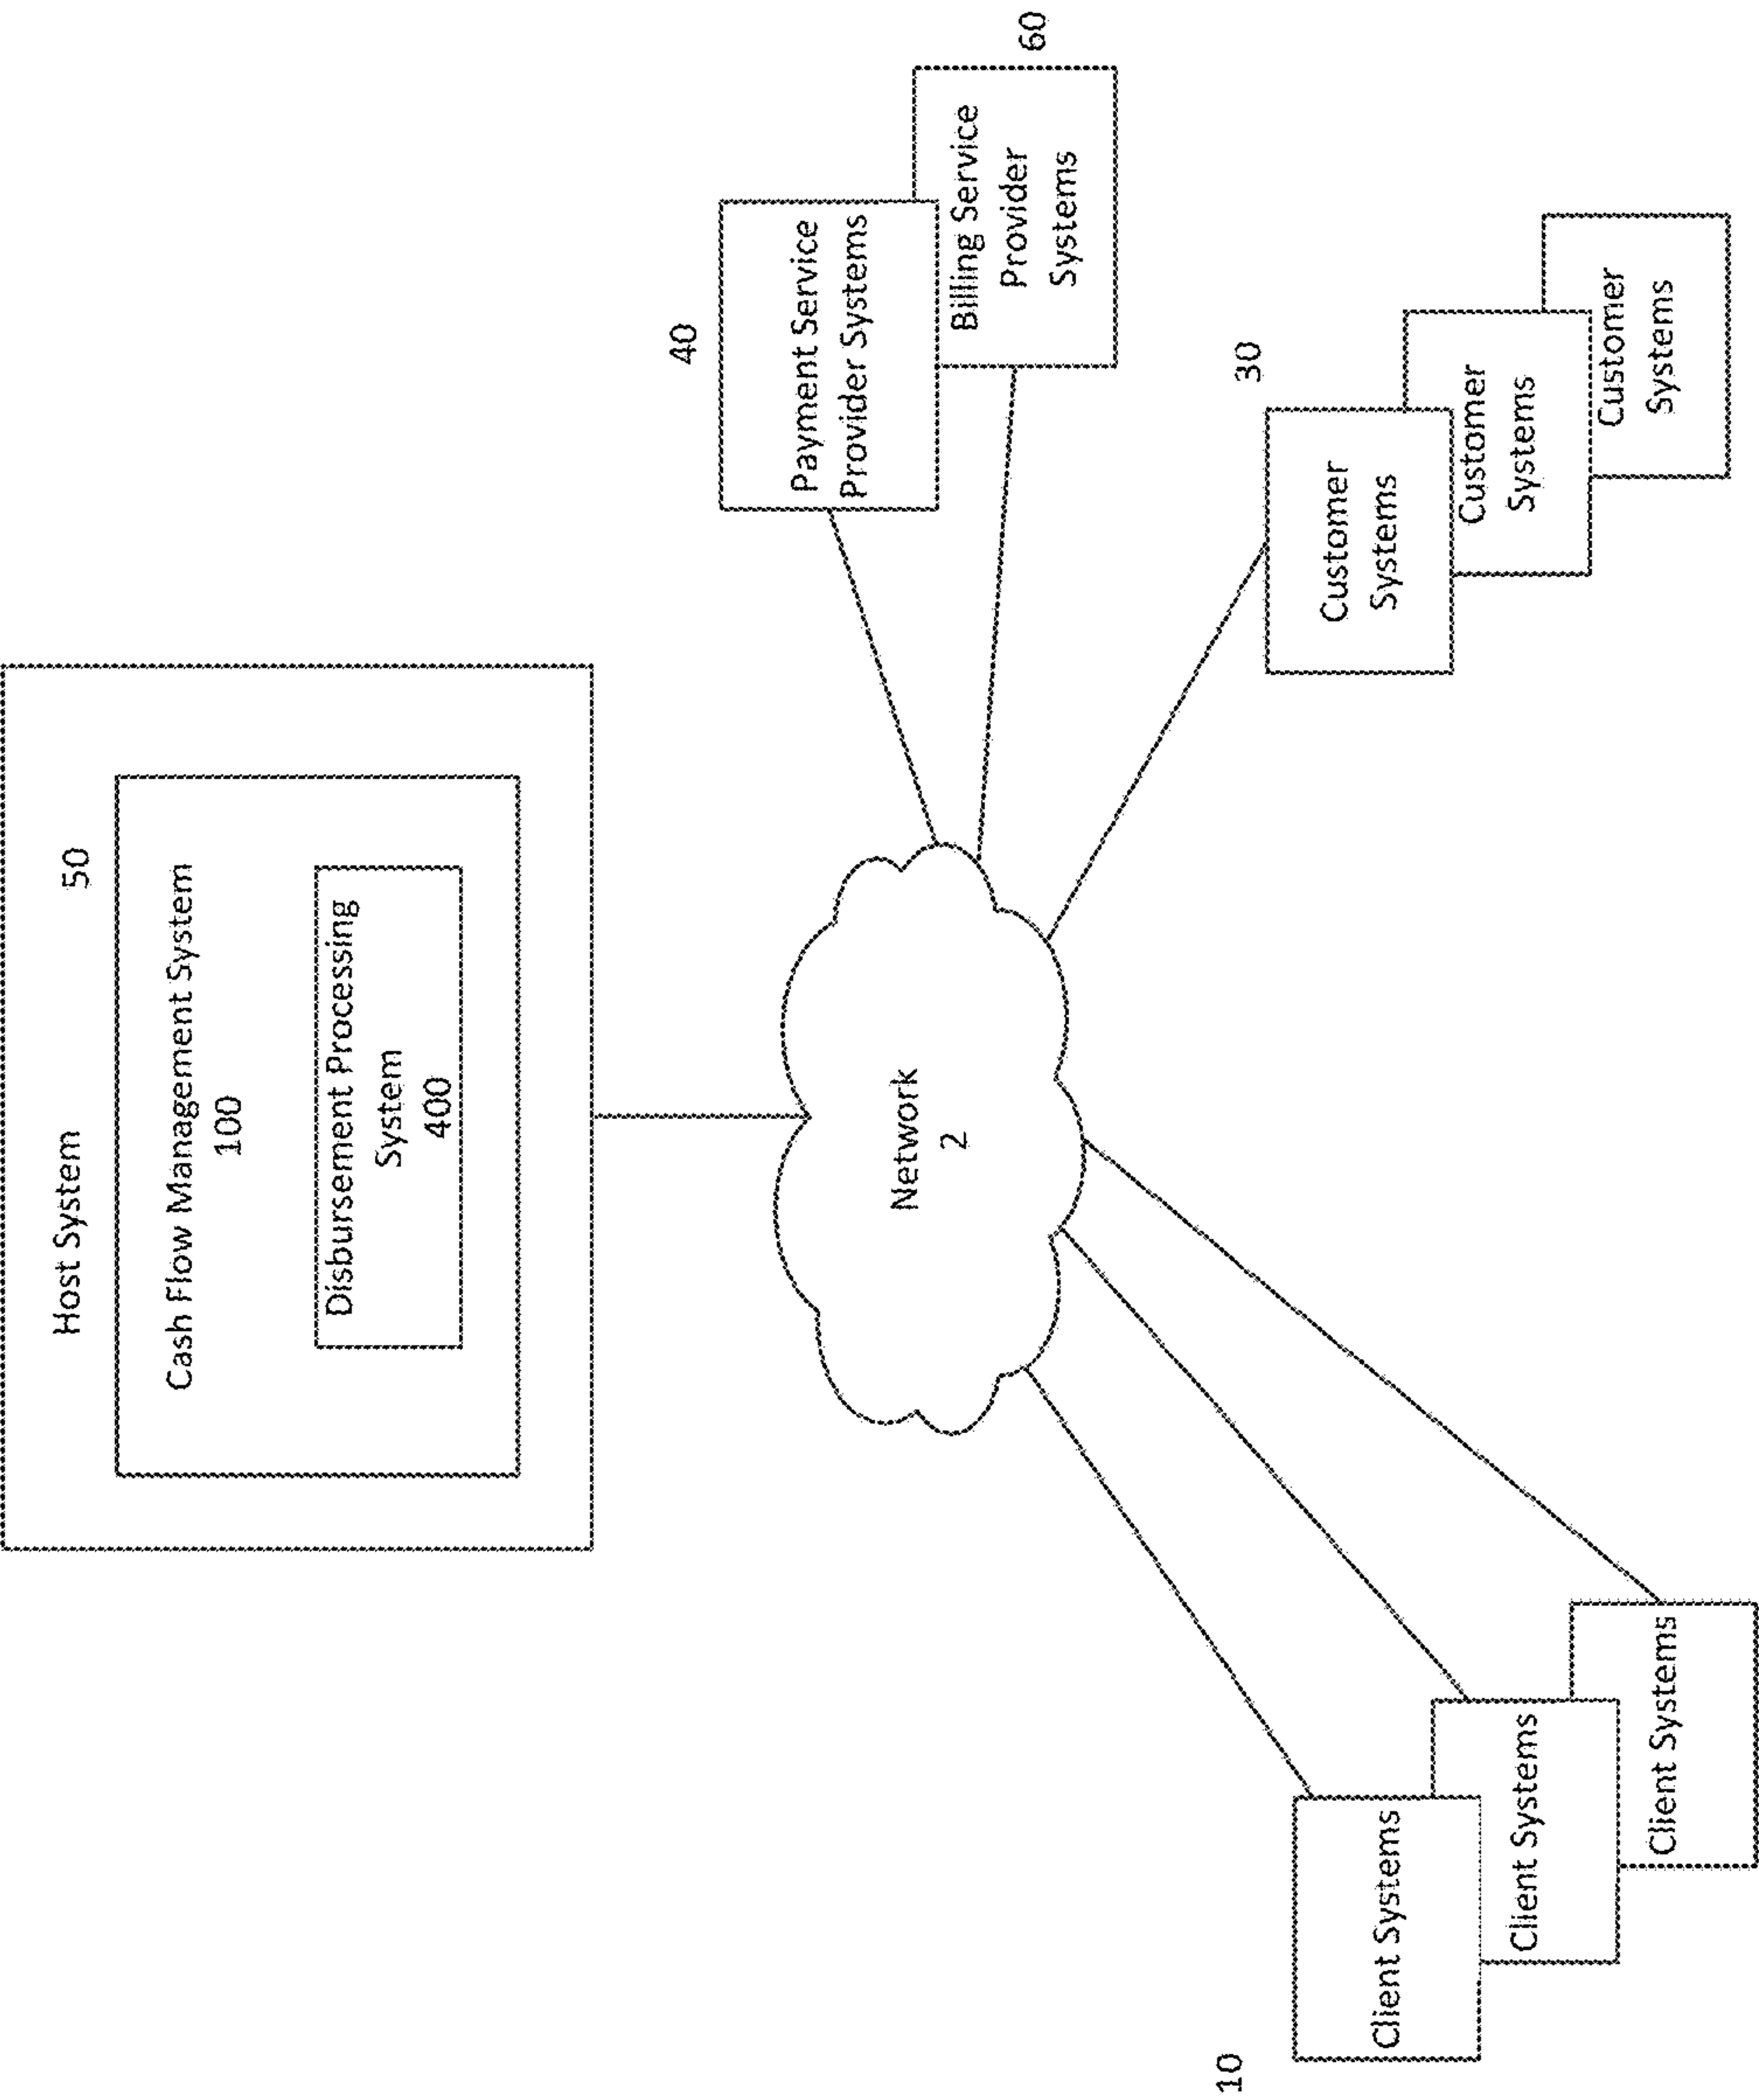 Host System
50
Cash Flow Management System
100
Disbursement Processing
System
400
40
Payment Service
Provider Systems
60
Billing Service
Provider
Systems
Network
2
30
Customer
Systems
Customer
Systems
Customer
Systems
10
Client Systems
Client Systems
Client Systems